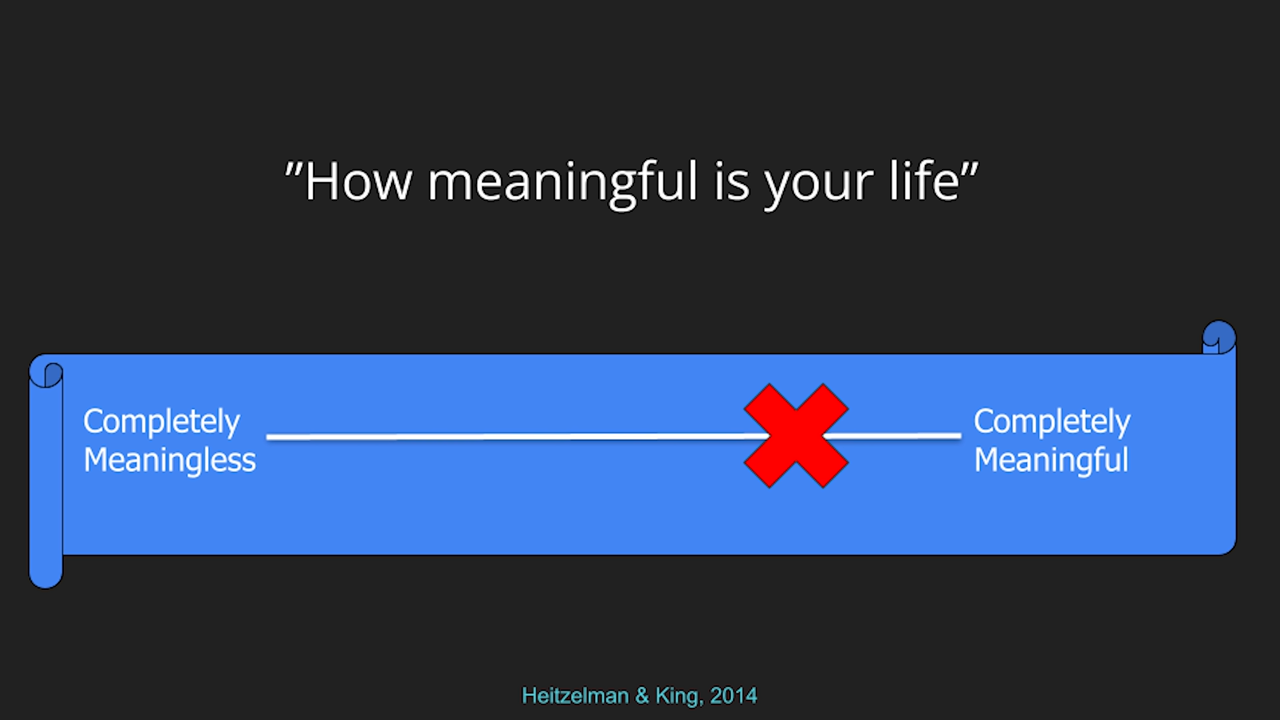 ”How meaningful is your life”
Completely
Meaningless
Completely
Meaningful
Heitzelman & King, 2014